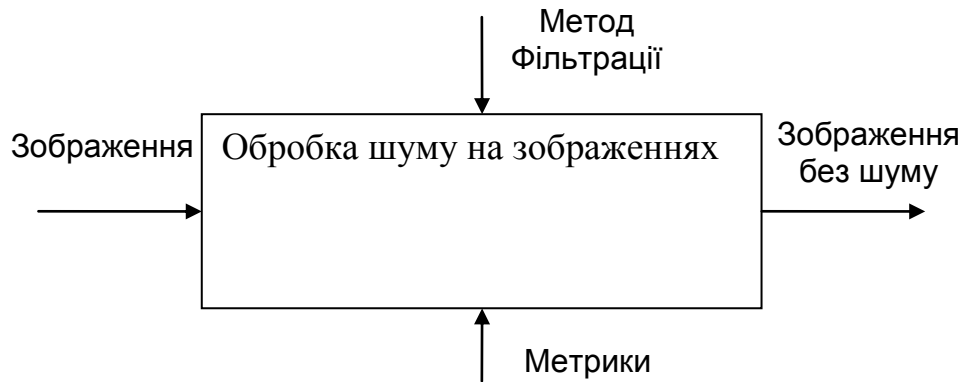 Метод
Фільтрації
Зображення
Обробка шуму на зображеннях
Зображення
без шуму
Метрики